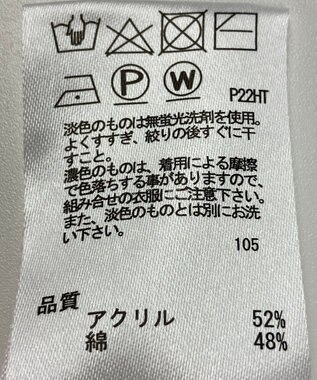 P W P22HT
淡色のものは無蛍光洗剤を使用。
よくすすぎ、絞りの後すぐに干
すこと。
濃色のものは、着用による摩擦
で色落ちする事がありますので、
組み合せの衣服にご注意下さい。
また、淡色のものとは別にお洗
い下さい。
105
品質
アクリル 52%
綿 48%